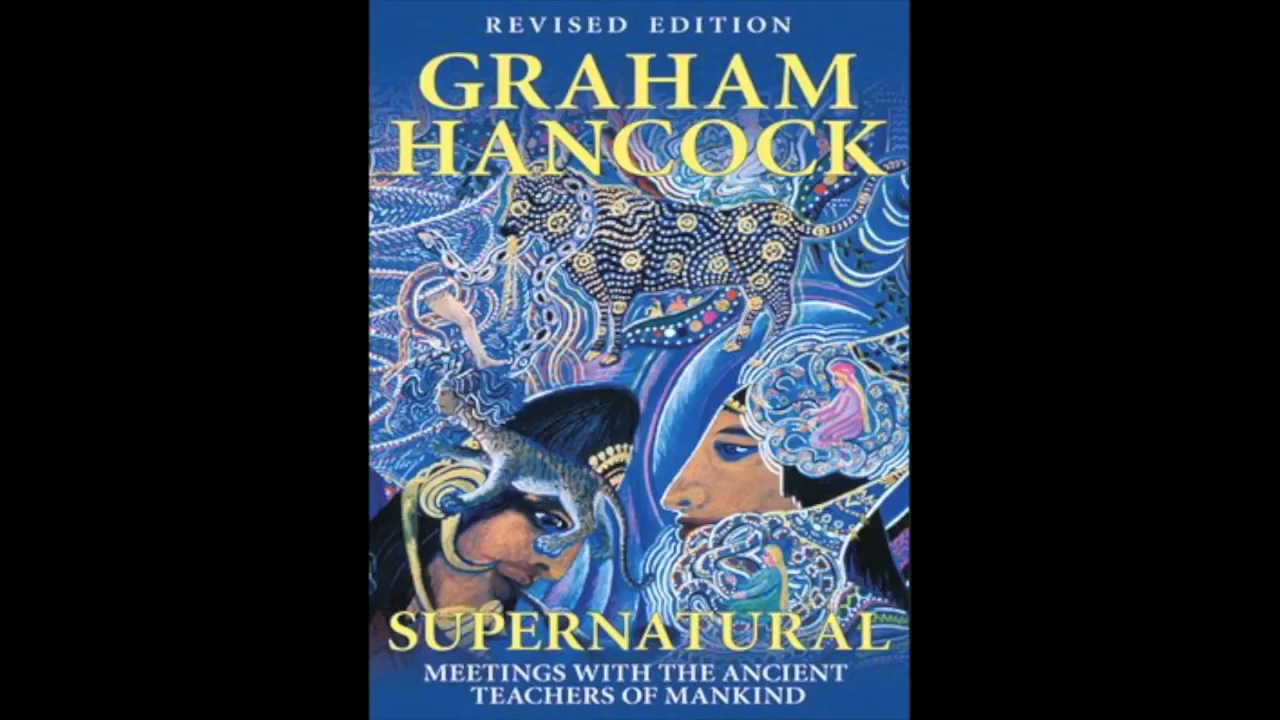 REVISED EDITION
GRAHAM
HANCOCK
SUPERNATURAL
MEETINGS WITH THE ANCIENT
TEACHERS OF MANKIND